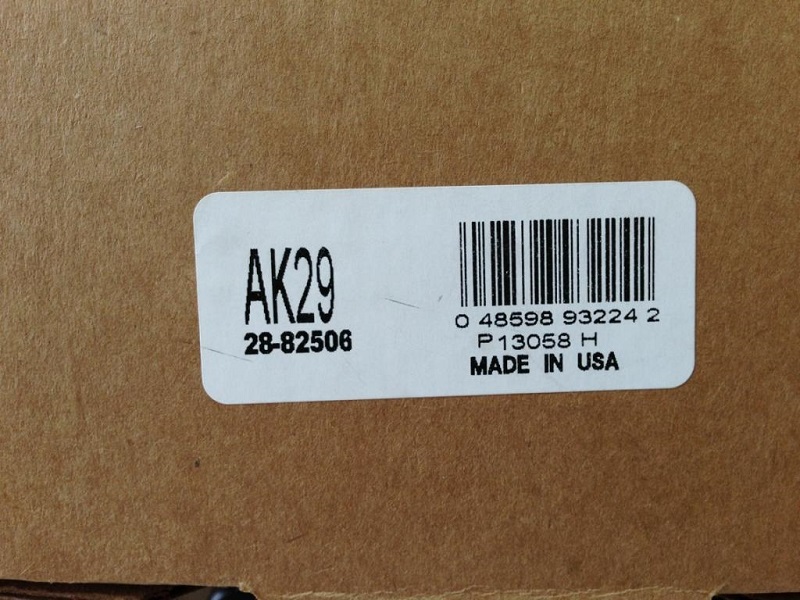 AK29
28-82506
0 48598 93224 2
P13058 H
MADE IN USA